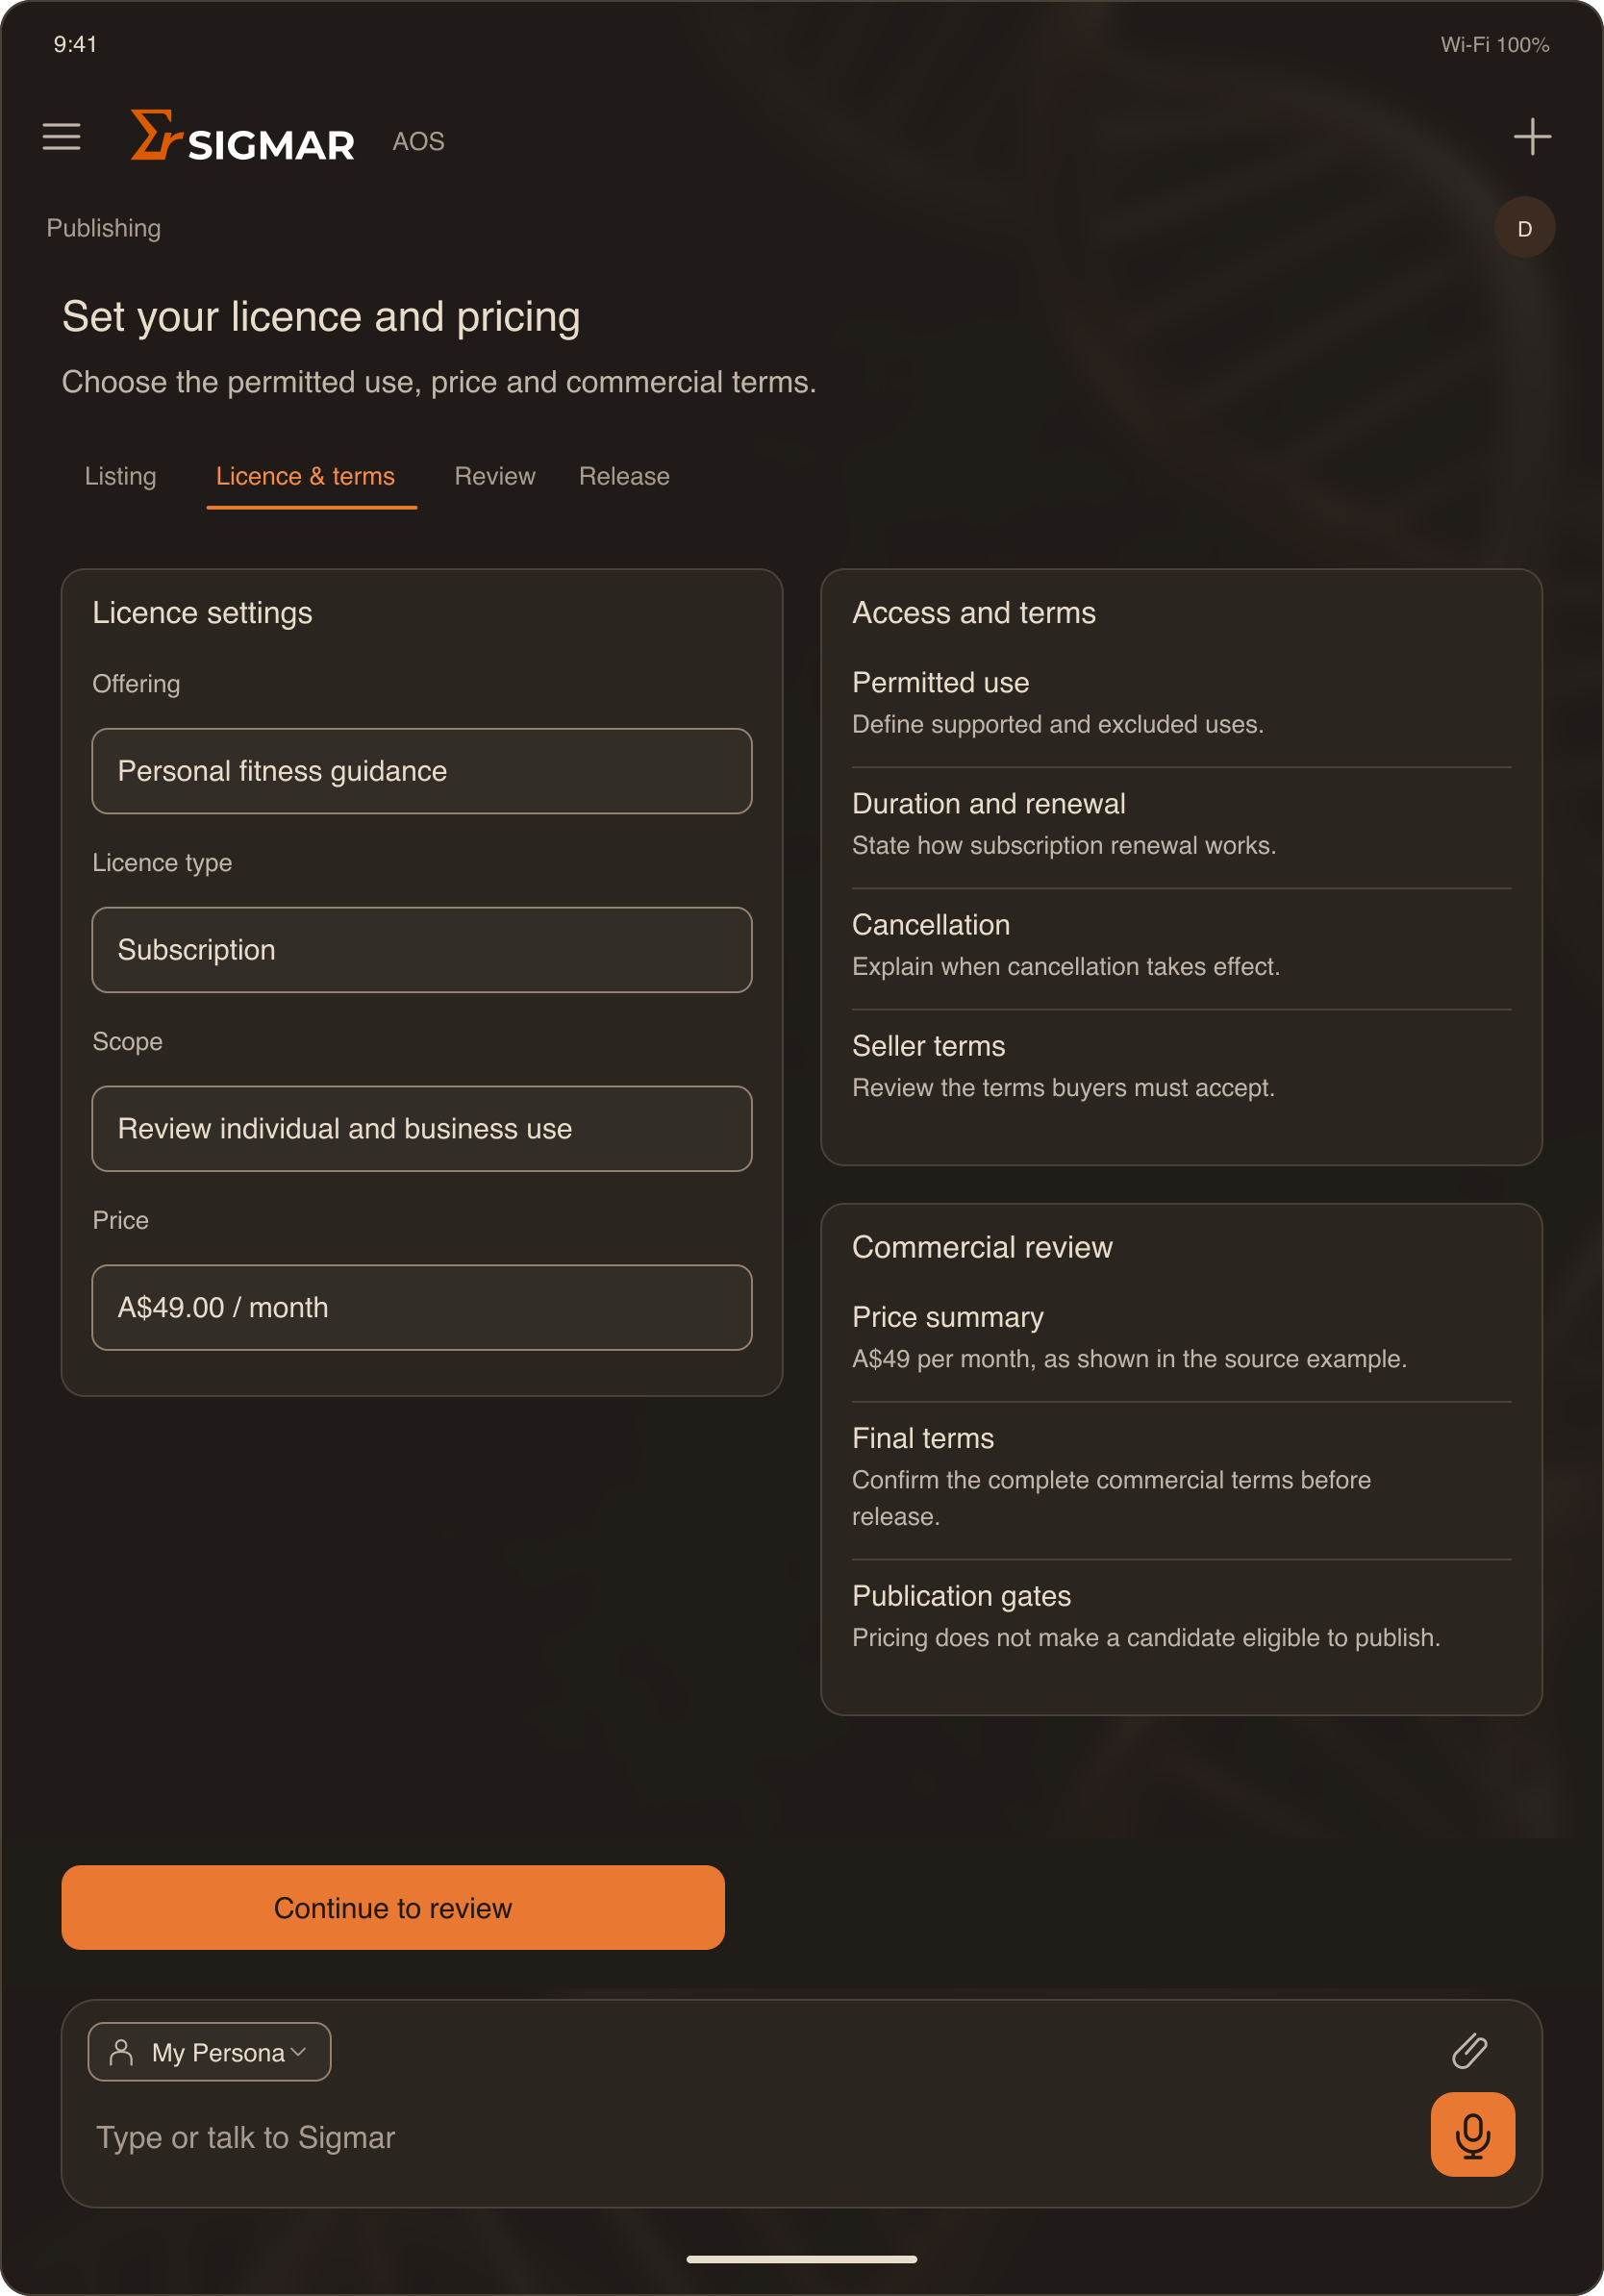 9:41
Wi-Fi 100%
Σr SIGMAR AOS
Publishing
D
Set your licence and pricing
Choose the permitted use, price and commercial terms.
Listing
Licence & terms
Review
Release
Licence settings
Offering
Personal fitness guidance
Licence type
Subscription
Scope
Review individual and business use
Price
A$49.00 / month
Access and terms
Permitted use
Define supported and excluded uses.
Duration and renewal
State how subscription renewal works.
Cancellation
Explain when cancellation takes effect.
Seller terms
Review the terms buyers must accept.
Commercial review
Price summary
A$49 per month, as shown in the source example.
Final terms
Confirm the complete commercial terms before
release.
Publication gates
Pricing does not make a candidate eligible to publish.
Continue to review
My Persona
Type or talk to Sigmar